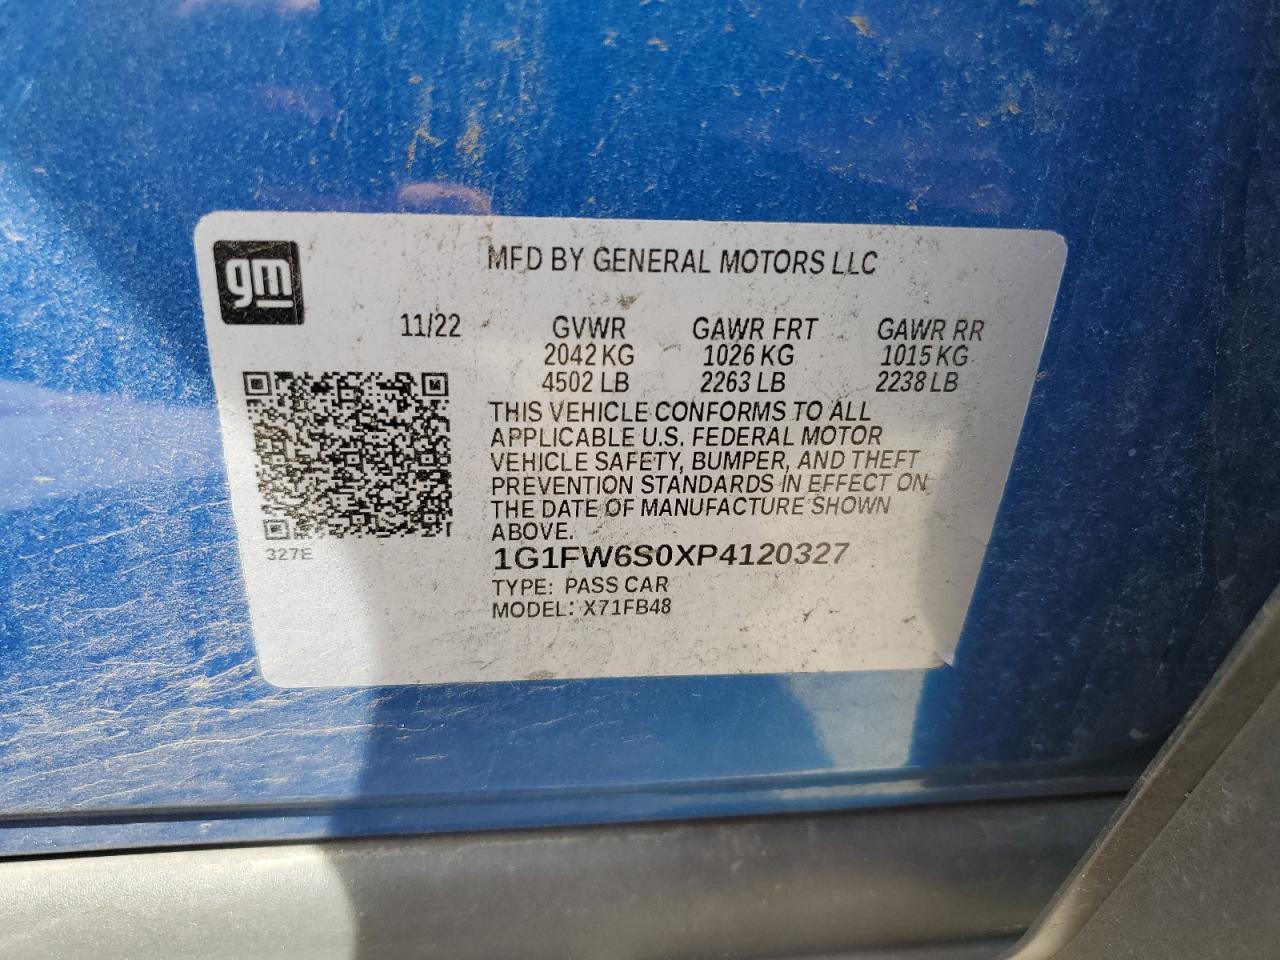 gm
MFD BY GENERAL MOTORS LLC
11/22 GVWR GAWR FRT GAWR RR
2042 KG 1026 KG 1015 KG
4502 LB 2263 LB 2238 LB
THIS VEHICLE CONFORMS TO ALL
APPLICABLE U.S. FEDERAL MOTOR
VEHICLE SAFETY, BUMPER, AND THEFT
PREVENTION STANDARDS IN EFFECT ON
THE DATE OF MANUFACTURE SHOWN
ABOVE.
327E
1G1FW6S0XP4120327
TYPE: PASS CAR
MODEL: X71FB48